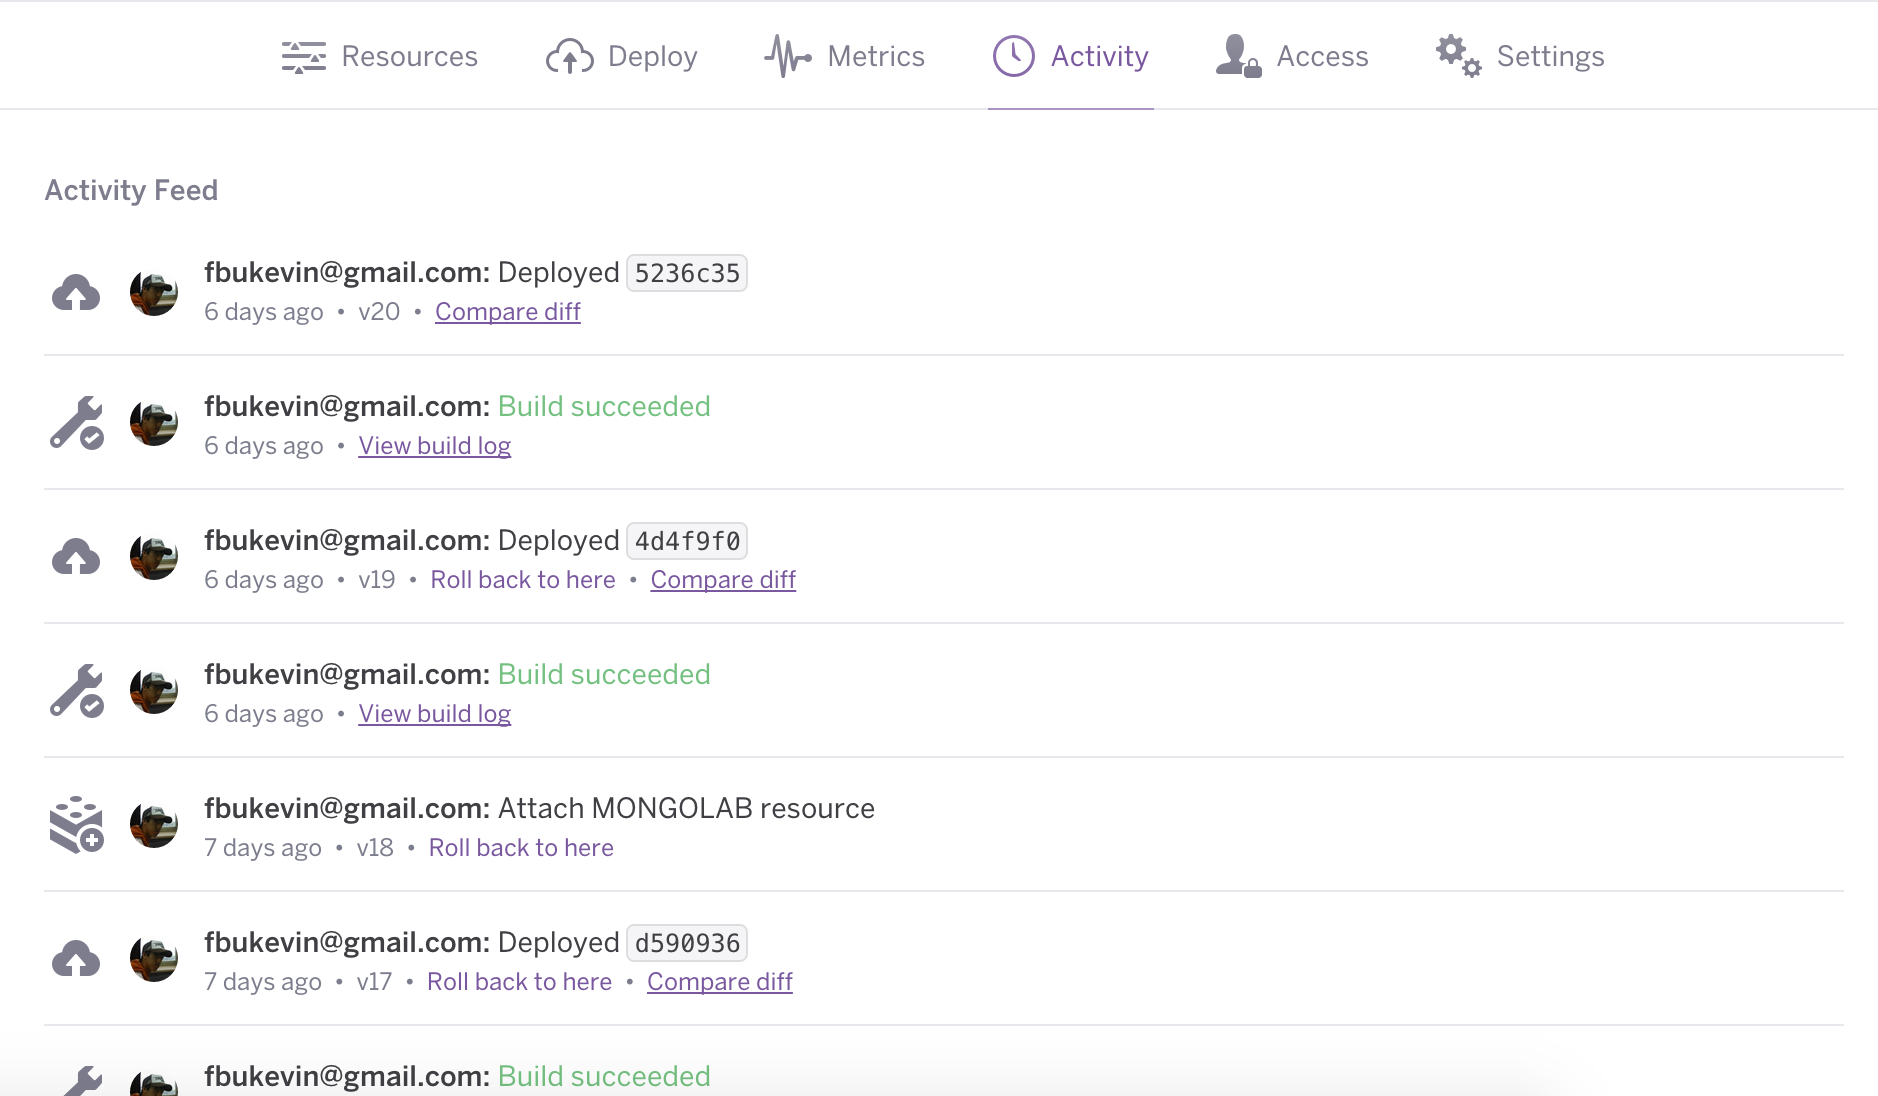 Resources Deploy Metrics Activity Access Settings
Activity Feed
fbukevin@gmail.com: Deployed 5236c35
6 days ago • v20 • Compare diff
fbukevin@gmail.com: Build succeeded
6 days ago • View build log
fbukevin@gmail.com: Deployed 4d4f9f0
6 days ago • v19 • Roll back to here • Compare diff
fbukevin@gmail.com: Build succeeded
6 days ago • View build log
fbukevin@gmail.com: Attach MONGOLAB resource
7 days ago • v18 • Roll back to here
fbukevin@gmail.com: Deployed d590936
7 days ago • v17 • Roll back to here • Compare diff
fbukevin@gmail.com: Build succeeded